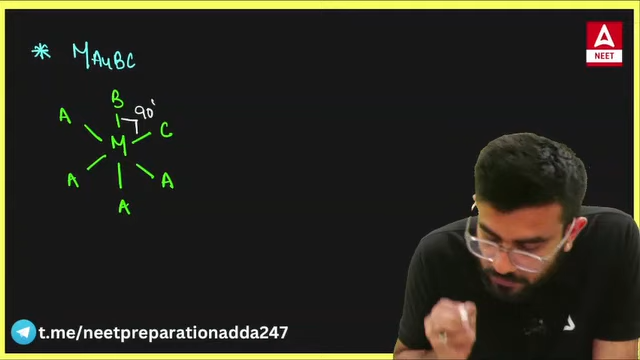 * MA4BC
A
NEET
B
90°
A
C
M
A
A
A
t.me/neetpreparationadda247